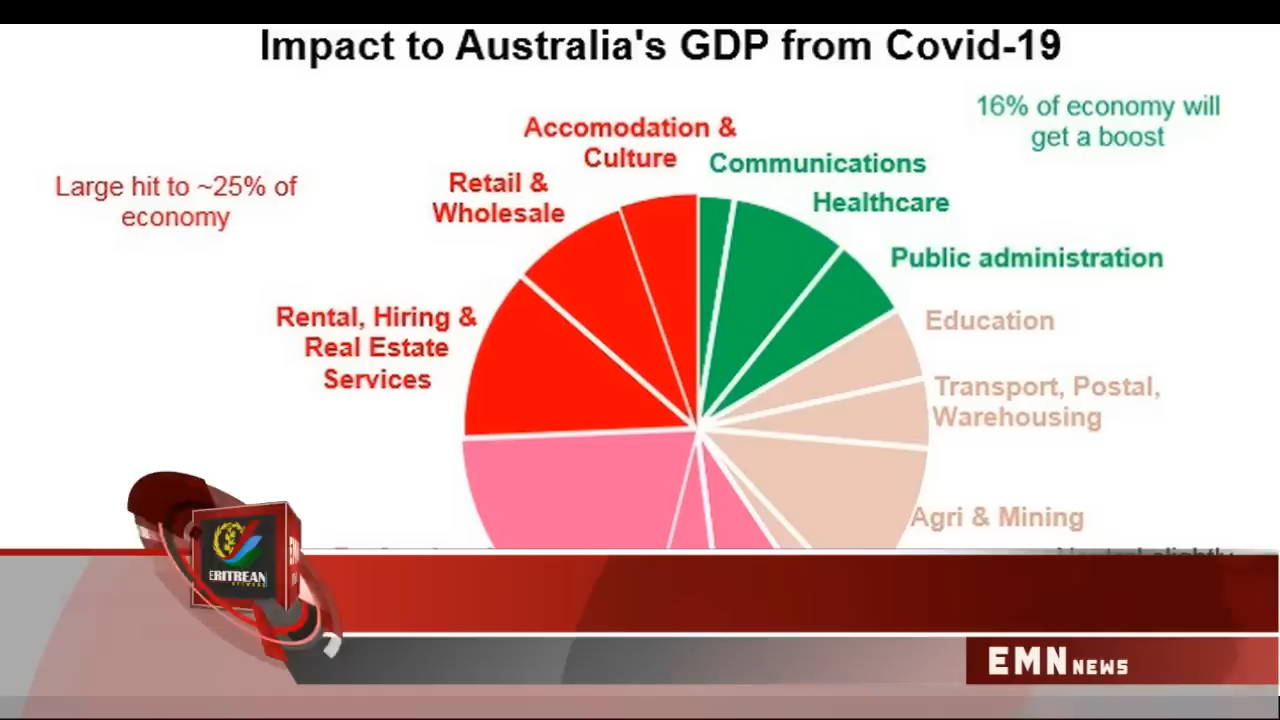 Impact to Australia's GDP from Covid-19
16% of economy will
get a boost
Accomodation &
Culture
Communications
Large hit to ~25% of
economy
Retail &
Wholesale
Healthcare
Public administration
Rental, Hiring &
Real Estate
Services
Education
Transport, Postal,
Warehousing
Agri & Mining
ERITREAN
EMN NEWS